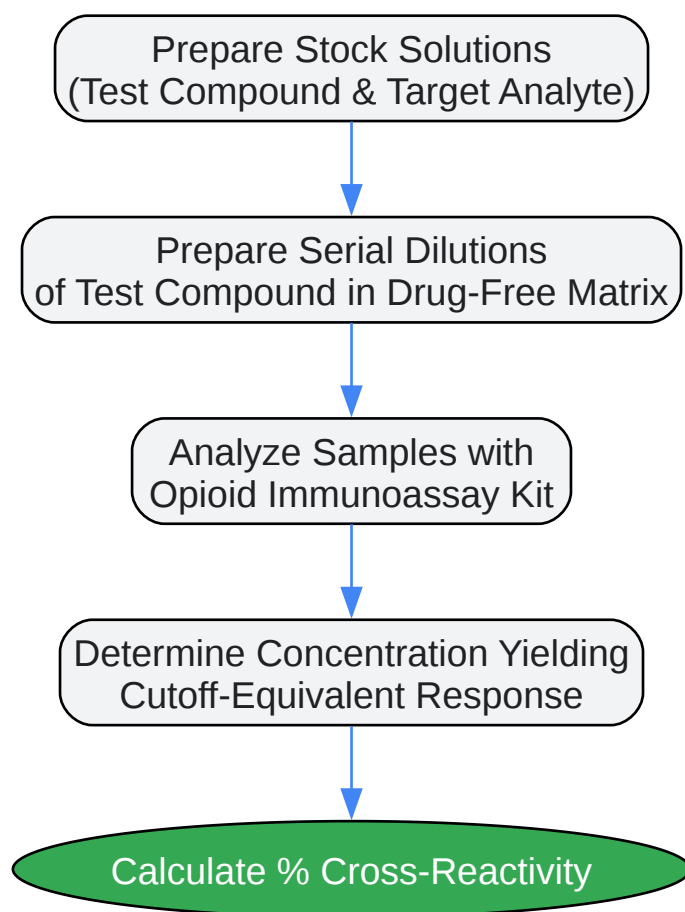 Prepare Stock Solutions
(Test Compound & Target Analyte)
Prepare Serial Dilutions
of Test Compound in Drug-Free Matrix
Analyze Samples with
Opioid Immunoassay Kit
Determine Concentration Yielding
Cutoff-Equivalent Response
Calculate % Cross-Reactivity